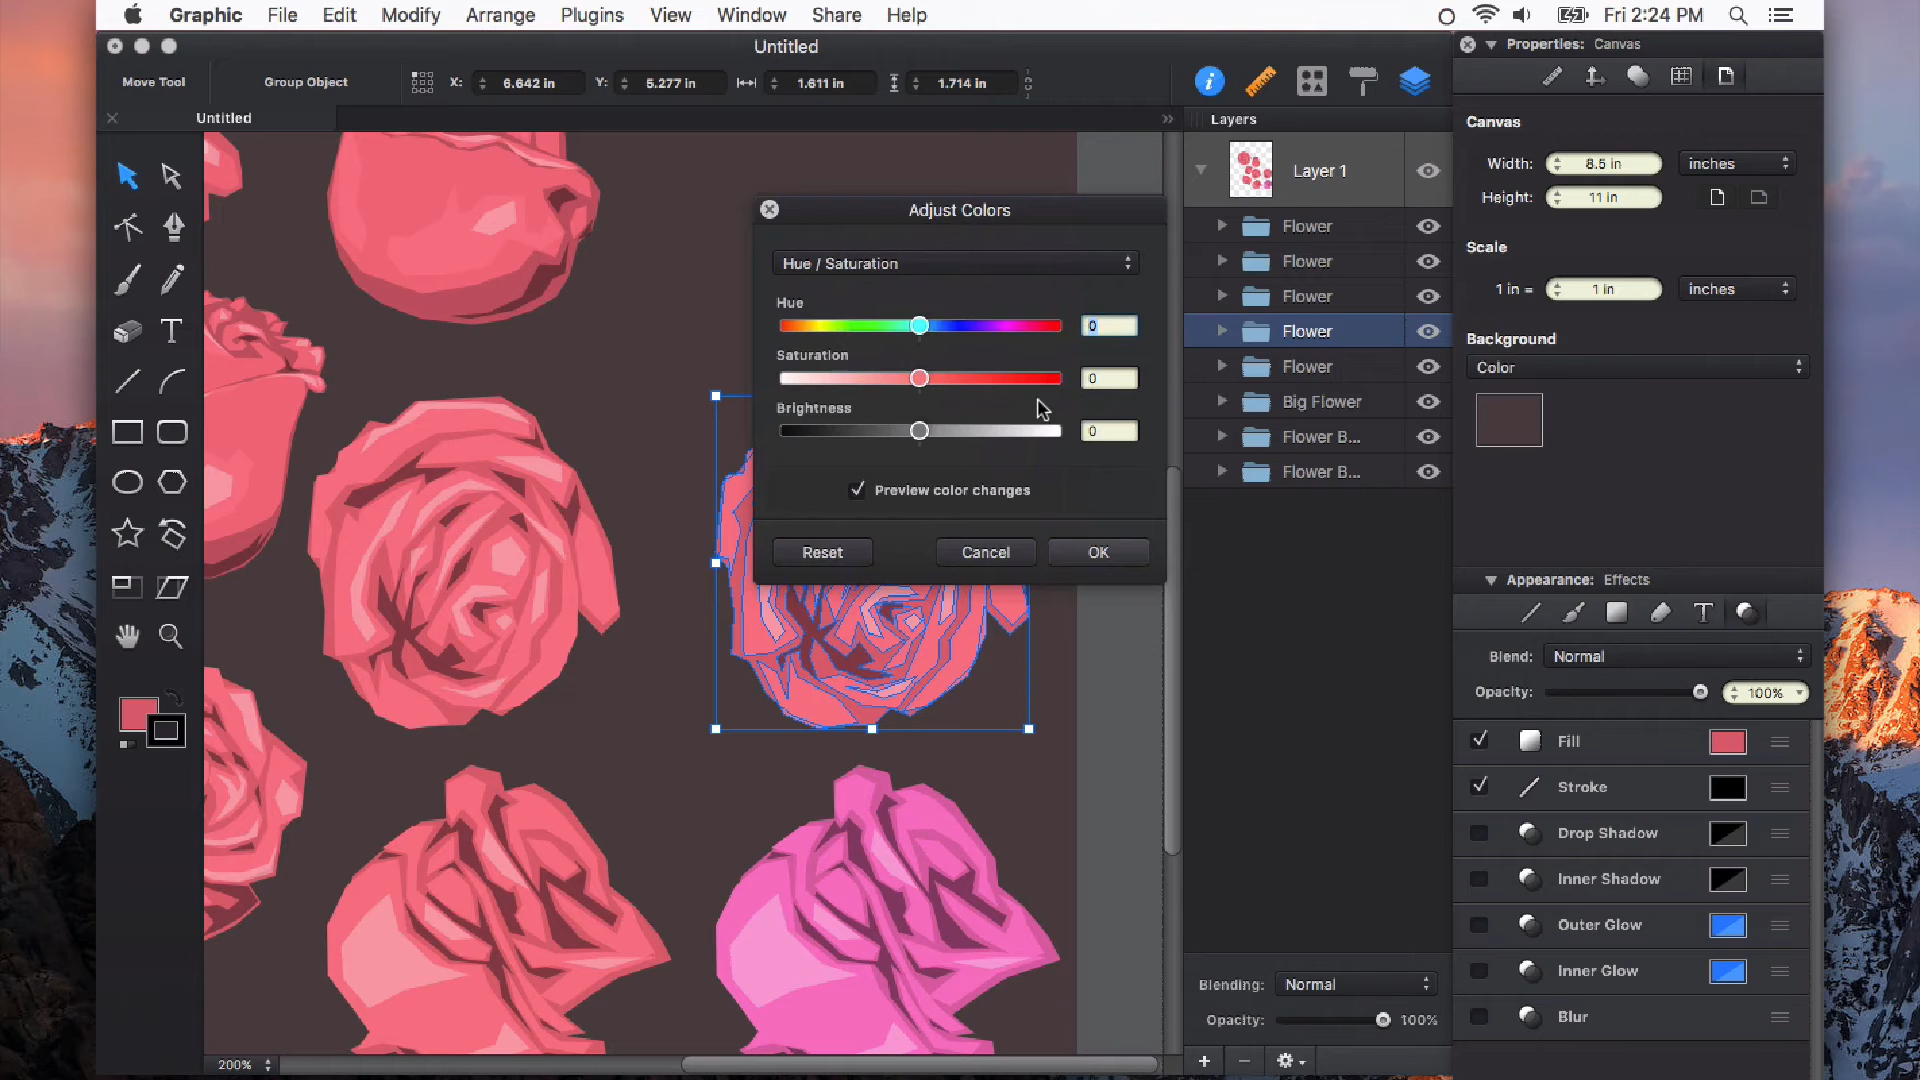 Graphic File Edit Modify Arrange Plugins View Window Share Help Fri 2:24 PM
Untitled
Properties: Canvas
Move Tool Group Object X: 6.642 in Y: 5.277 in 1.611 in 1.714 in
Untitled
Layers
Layer 1
Flower
Flower
Flower
Flower
Flower
Big Flower
Flower B...
Flower B...
Blending: Normal
Opacity: 100%
Adjust Colors
Hue / Saturation
Hue
0
Saturation
0
Brightness
0
Preview color changes
Reset Cancel OK
200%
Canvas
Width: 8.5 in inches
Height: 11 in
Scale
1 in = 1 in inches
Background
Color
Appearance: Effects
Blend: Normal
Opacity: 100%
Fill
Stroke
Drop Shadow
Inner Shadow
Outer Glow
Inner Glow
Blur